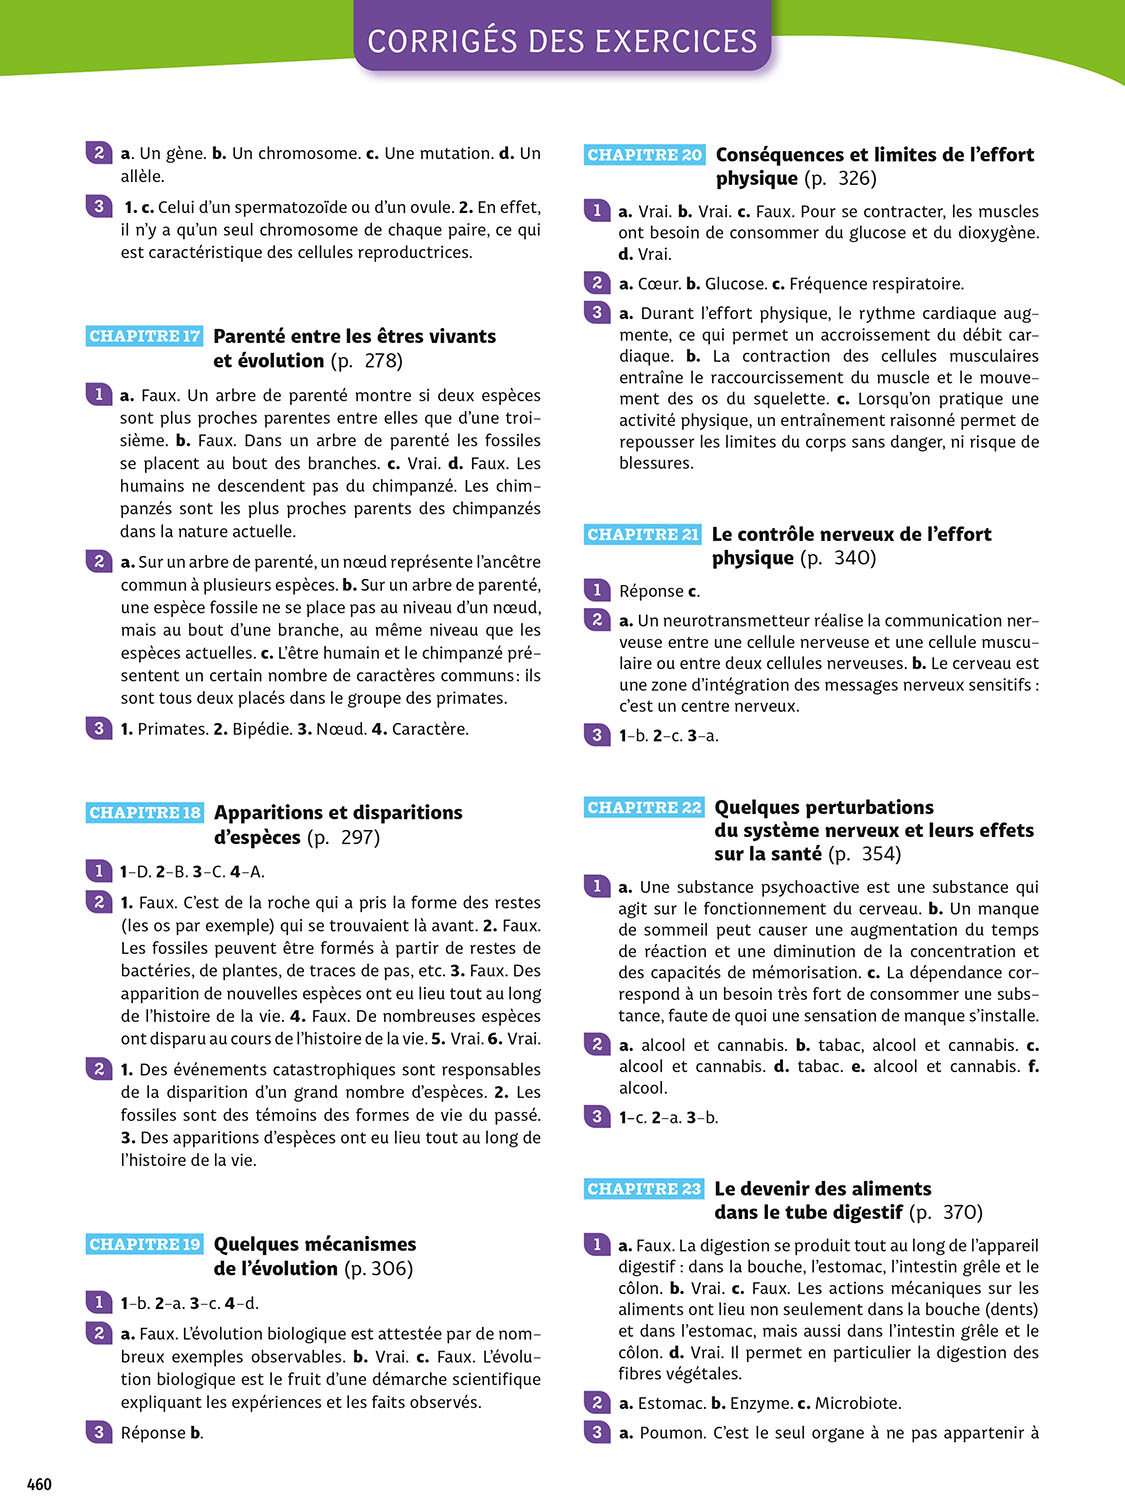 CORRIGÉS DES EXERCICES
2 a. Un gène. b. Un chromosome. c. Une mutation. d. Un
allèle.
3 1. c. Celui d’un spermatozoïde ou d’un ovule. 2. En effet,
il n’y a qu’un seul chromosome de chaque paire, ce qui
est caractéristique des cellules reproductrices.
CHAPITRE 17 Parenté entre les êtres vivants
et évolution (p. 278)
1 a. Faux. Un arbre de parenté montre si deux espèces
sont plus proches parentes entre elles que d’une troi-
sième. b. Faux. Dans un arbre de parenté les fossiles
se placent au bout des branches. c. Vrai. d. Faux. Les
humains ne descendent pas du chimpanzé. Les chim-
panzés sont les plus proches parents des chimpanzés
dans la nature actuelle.
2 a. Sur un arbre de parenté, un nœud représente l’ancêtre
commun à plusieurs espèces. b. Sur un arbre de parenté,
une espèce fossile ne se place pas au niveau d’un nœud,
mais au bout d’une branche, au même niveau que les
espèces actuelles. c. L’être humain et le chimpanzé pré-
sentent un certain nombre de caractères communs : ils
sont tous deux placés dans le groupe des primates.
3 1. Primates. 2. Bipédie. 3. Nœud. 4. Caractère.
CHAPITRE 18 Apparitions et disparitions
d’espèces (p. 297)
1 1–D. 2–B. 3–C. 4–A.
2 1. Faux. C’est de la roche qui a pris la forme des restes
(les os par exemple) qui se trouvaient là avant. 2. Faux.
Les fossiles peuvent être formés à partir de restes de
bactéries, de plantes, de traces de pas, etc. 3. Faux. Des
apparition de nouvelles espèces ont eu lieu tout au long
de l’histoire de la vie. 4. Faux. De nombreuses espèces
ont disparu au cours de l’histoire de la vie. 5. Vrai. 6. Vrai.
2 1. Des événements catastrophiques sont responsables
de la disparition d’un grand nombre d’espèces. 2. Les
fossiles sont des témoins des formes de vie du passé.
3. Des apparitions d’espèces ont eu lieu tout au long de
l’histoire de la vie.
CHAPITRE 19 Quelques mécanismes
de l’évolution (p. 306)
1 1–b. 2–a. 3–c. 4–d.
2 a. Faux. L’évolution biologique est attestée par de nom-
breux exemples observables. b. Vrai. c. Faux. L’évolu-
tion biologique est le fruit d’une démarche scientifique
expliquant les expériences et les faits observés.
3 Réponse b.
CHAPITRE 20 Conséquences et limites de l’effort
physique (p. 326)
1 a. Vrai. b. Vrai. c. Faux. Pour se contracter, les muscles
ont besoin de consommer du glucose et du dioxygène.
d. Vrai.
2 a. Cœur. b. Glucose. c. Fréquence respiratoire.
3 a. Durant l’effort physique, le rythme cardiaque aug-
mente, ce qui permet un accroissement du débit car-
diaque. b. La contraction des cellules musculaires
entraîne le raccourcissement du muscle et le mouve-
ment des os du squelette. c. Lorsqu’on pratique une
activité physique, un entraînement raisonné permet de
repousser les limites du corps sans danger, ni risque de
blessures.
CHAPITRE 21 Le contrôle nerveux de l’effort
physique (p. 340)
1 Réponse c.
2 a. Un neurotransmetteur réalise la communication ner-
veuse entre une cellule nerveuse et une cellule muscu-
laire ou entre deux cellules nerveuses. b. Le cerveau est
une zone d’intégration des messages nerveux sensitifs :
c’est un centre nerveux.
3 1–b. 2–c. 3–a.
CHAPITRE 22 Quelques perturbations
du système nerveux et leurs effets
sur la santé (p. 354)
1 a. Une substance psychoactive est une substance qui
agit sur le fonctionnement du cerveau. b. Un manque
de sommeil peut causer une augmentation du temps
de réaction et une diminution de la concentration et
des capacités de mémorisation. c. La dépendance cor-
respond à un besoin très fort de consommer une subs-
tance, faute de quoi une sensation de manque s’installe.
2 a. alcool et cannabis. b. tabac, alcool et cannabis. c.
alcool et cannabis. d. tabac. e. alcool et cannabis. f.
alcool.
3 1–c. 2–a. 3–b.
CHAPITRE 23 Le devenir des aliments
dans le tube digestif (p. 370)
1 a. Faux. La digestion se produit tout au long de l’appareil
digestif : dans la bouche, l’estomac, l’intestin grêle et le
côlon. b. Vrai. c. Faux. Les actions mécaniques sur les
aliments ont lieu non seulement dans la bouche (dents)
et dans l’estomac, mais aussi dans l’intestin grêle et le
côlon. d. Vrai. Il permet en particulier la digestion des
fibres végétales.
2 a. Estomac. b. Enzyme. c. Microbiote.
3 a. Poumon. C’est le seul organe à ne pas appartenir à
460